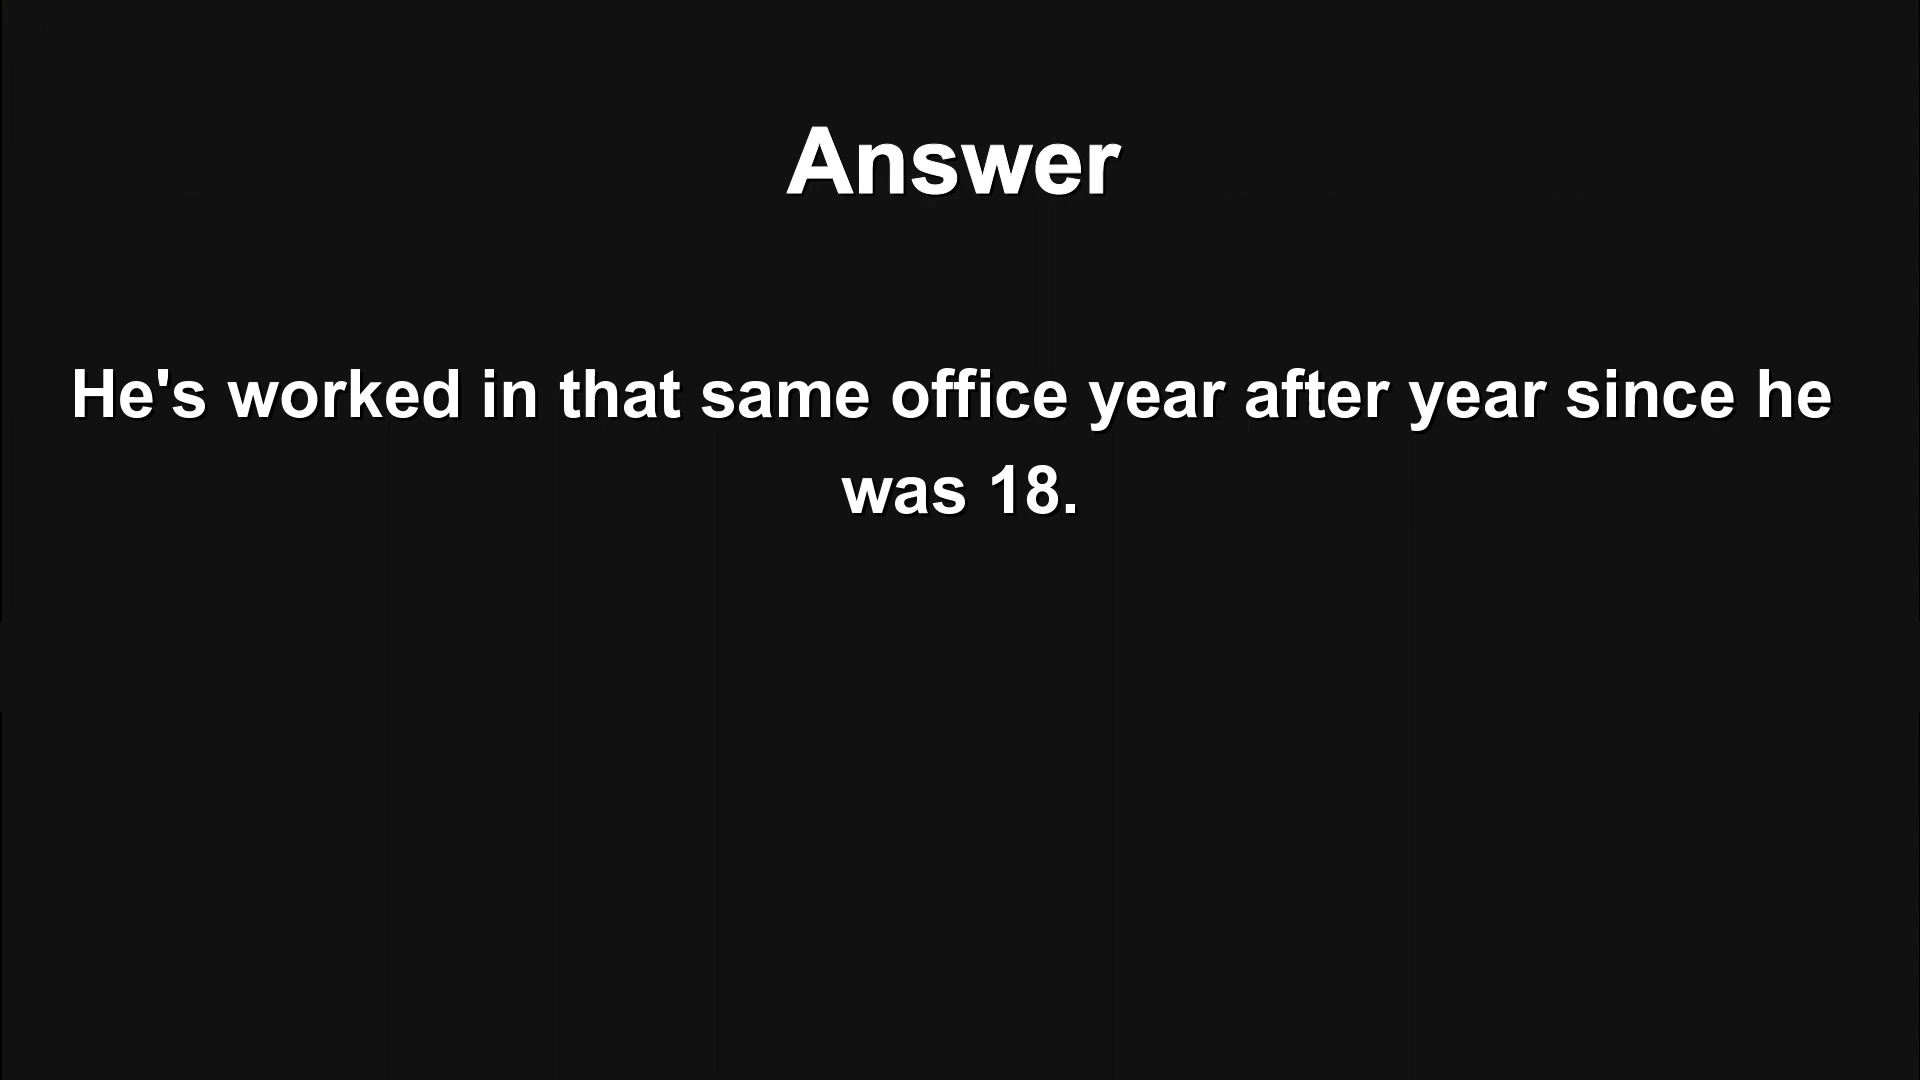 Answer
He's worked in that same office year after year since he
was 18.